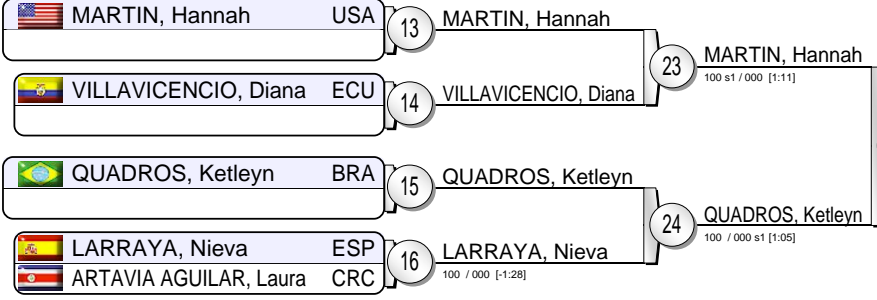 MARTIN, Hannah USA
13
MARTIN, Hannah
VILLAVICENCIO, Diana ECU
14
VILLAVICENCIO, Diana
23
MARTIN, Hannah
100 s1 / 000 [1:11]
QUADROS, Ketleyn BRA
15
QUADROS, Ketleyn
LARRAYA, Nieva ESP
ARTAVIA AGUILAR, Laura CRC
16
LARRAYA, Nieva
100 / 000 [-1:28]
24
QUADROS, Ketleyn
100 / 000 s1 [1:05]